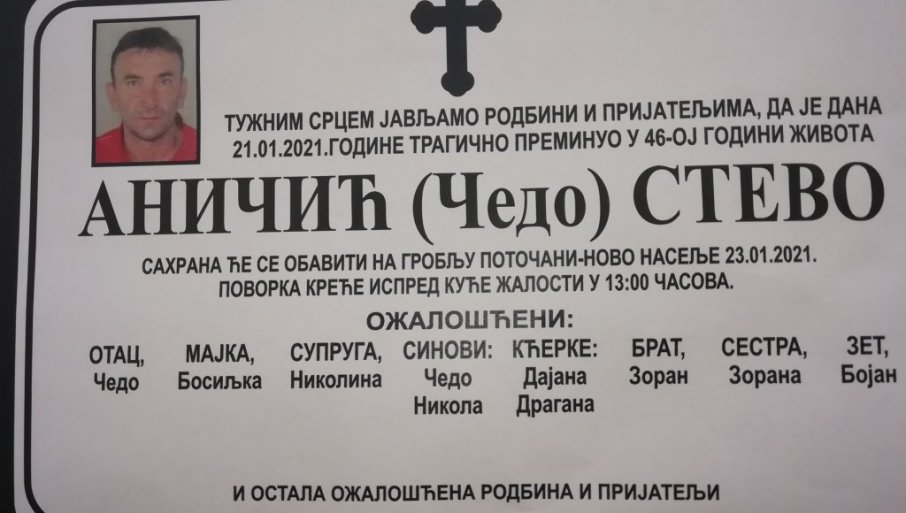 ТУЖНИМ СРЦЕМ ЈАВЉАМО РОДБИНИ И ПРИЈАТЕЉИМА, ДА ЈЕ ДАНА
21.01.2021.ГОДИНЕ ТРАГИЧНО ПРЕМИНУО У 46-ОЈ ГОДИНИ ЖИВОТА
АНИЧИЋ (Чедо) СТЕВО
САХРАНА ЋЕ СЕ ОБАВИТИ НА ГРОБЉУ ПОТОЧАНИ-НОВО НАСЕЉЕ 23.01.2021.
ПОВОРКА КРЕЋЕ ИСПРЕД КУЋЕ ЖАЛОСТИ У 13:00 ЧАСОВА.
ОЖАЛОШЋЕНИ:
ОТАЦ, МАЈКА, СУПРУГА, СИНОВИ: КЋЕРКЕ: БРАТ, СЕСТРА, ЗЕТ,
Чедо Босиљка Николина Чедо Дајана Зоран Зорана Бојан
Никола Драгана
И ОСТАЛА ОЖАЛОШЋЕНА РОДБИНА И ПРИЈАТЕЉИ